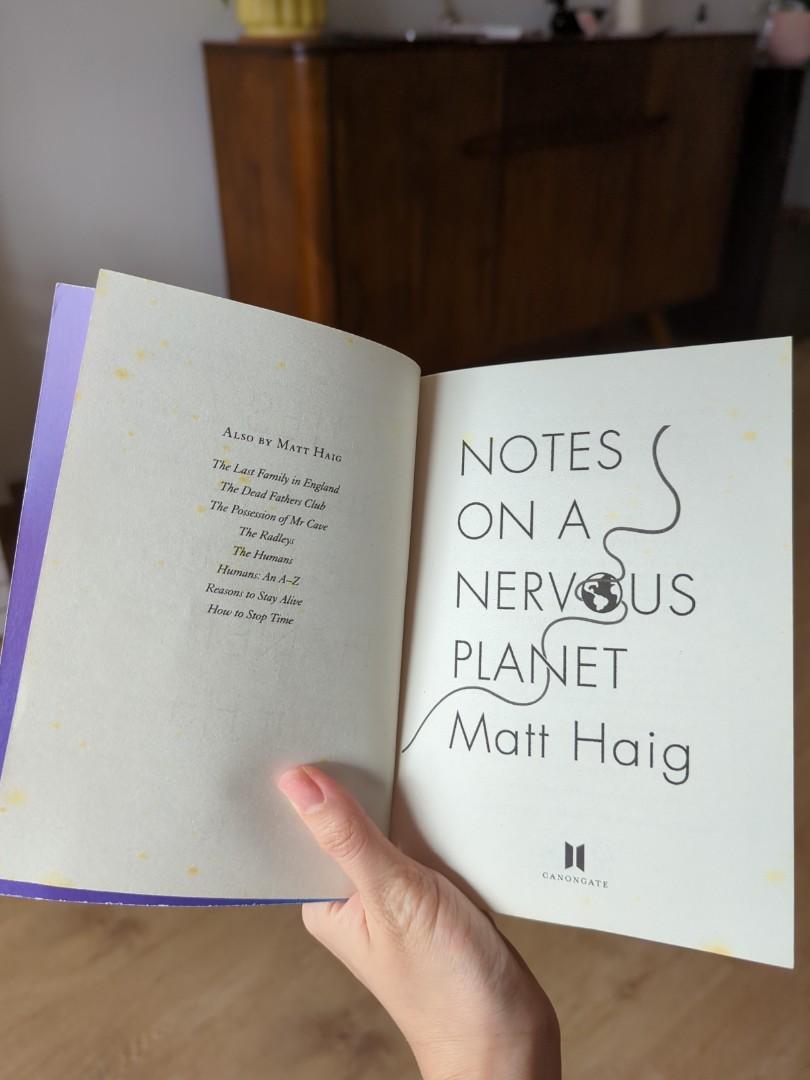 ALSO BY MATT HAIG
The Last Family in England
The Dead Fathers Club
The Possession of Mr Cave
The Radleys
The Humans
Humans: An A–Z
Reasons to Stay Alive
How to Stop Time
NOTES
ON A
NERVOUS
PLANET
Matt Haig
CANONGATE